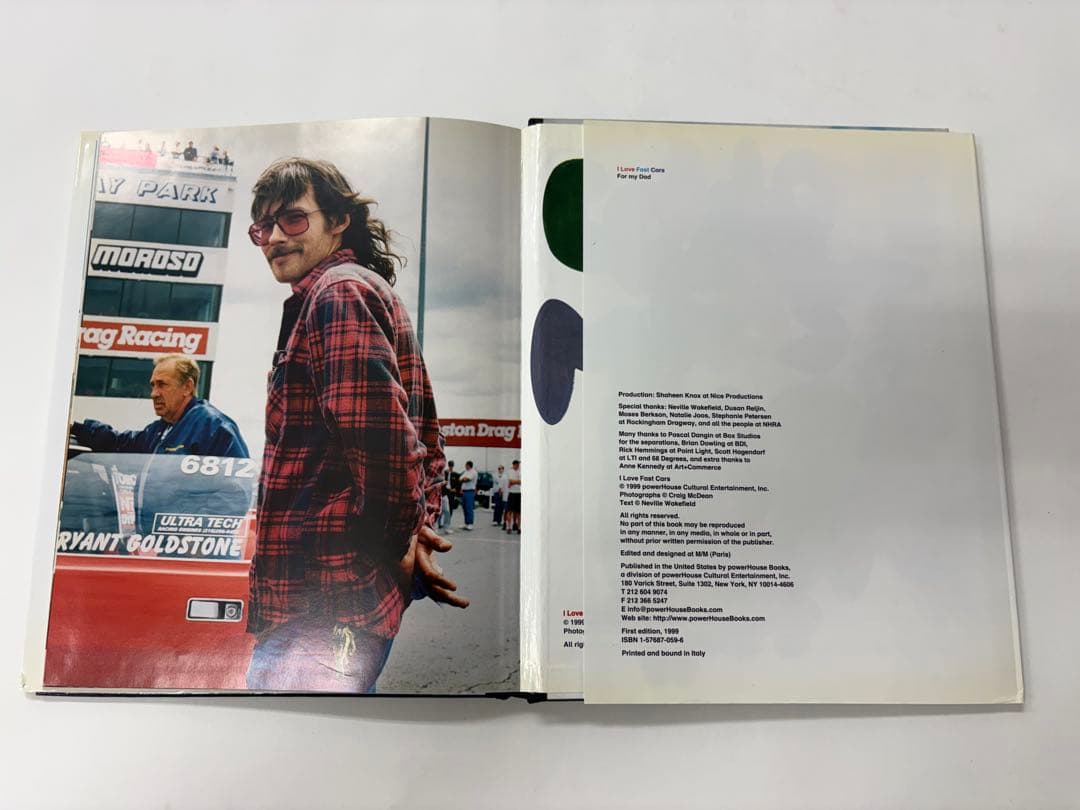 AY PARK
MOROSO
rag Racing
6812
ULTRA TECH
RYANT GOLDSTONE
ston Drag R
I Love
© 1999
Photog
All rig
I Love Fast Cars
For my Dad
Production: Shaheen Knox at Nice Productions
Special thanks: Neville Wakefield, Dusan Reljin,
Moses Berkson, Natalie Joos, Stephanie Petersen
at Rockingham Dragway, and all the people at NHRA
Many thanks to Pascal Dangin at Box Studios
for the separations, Brian Dowling at BDI,
Rick Hemmings at Point Light, Scott Hagendorf
at LTI and 68 Degrees, and extra thanks to
Anne Kennedy at Art+Commerce
I Love Fast Cars
© 1999 powerHouse Cultural Entertainment, Inc.
Photographs © Craig McDean
Text © Neville Wakefield
All rights reserved.
No part of this book may be reproduced
in any manner, in any media, in whole or in part,
without prior written permission of the publisher.
Edited and designed at M/M (Paris)
Published in the United States by powerHouse Books,
a division of powerHouse Cultural Entertainment, Inc.
180 Varick Street, Suite 1302, New York, NY 10014-4606
T 212 604 9074
F 212 366 5247
E info@powerHouseBooks.com
Web site: http://www.powerHouseBooks.com
First edition, 1999
ISBN 1-57687-059-6
Printed and bound in Italy